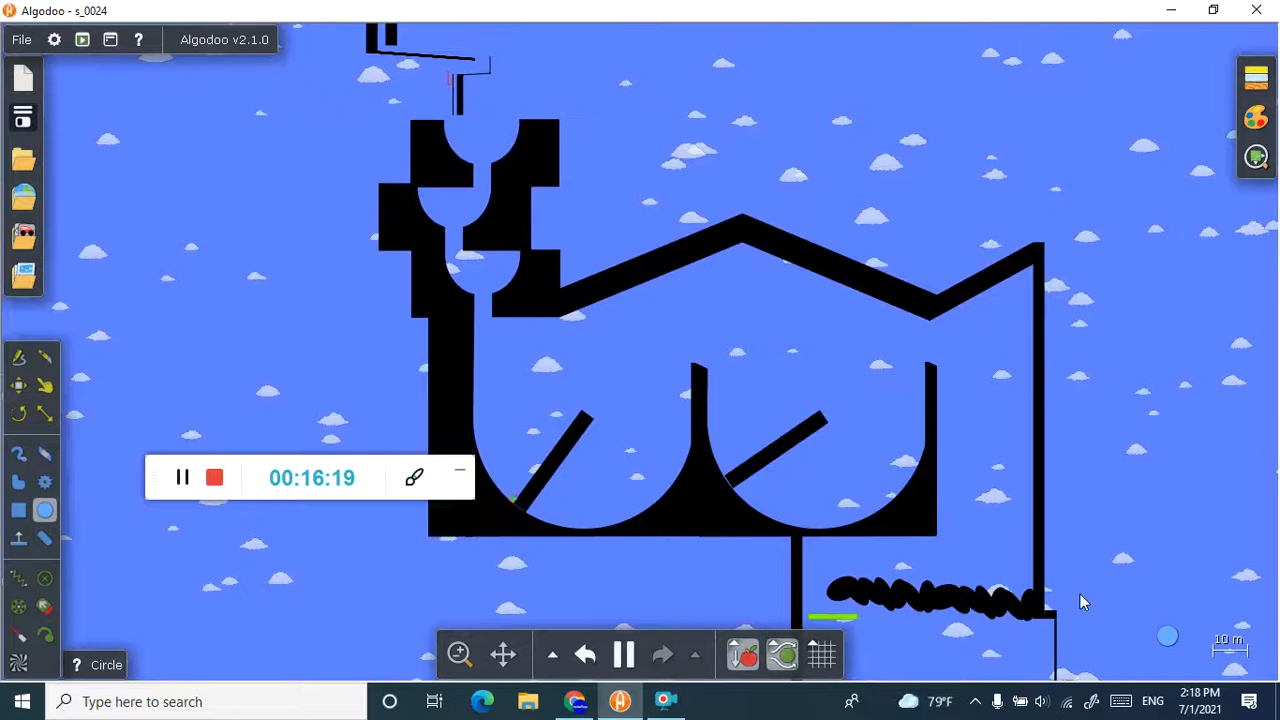 Algodoo - s_0024
File
?
Algodoo v2.1.0
00:16:19
10 m
? Circle
Type here to search
79°F
ENG
2:18 PM
7/1/2021